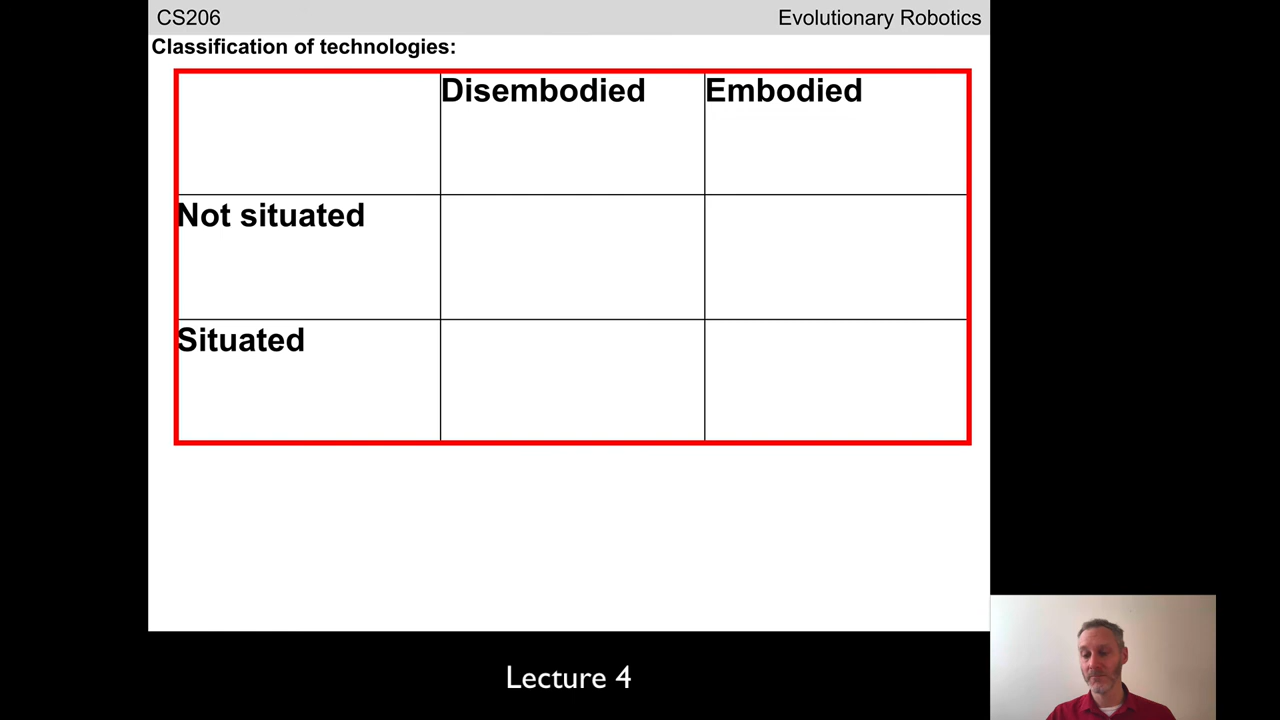 CS206
Evolutionary Robotics
Classification of technologies:
Disembodied
Embodied
Not situated
Situated
Lecture 4